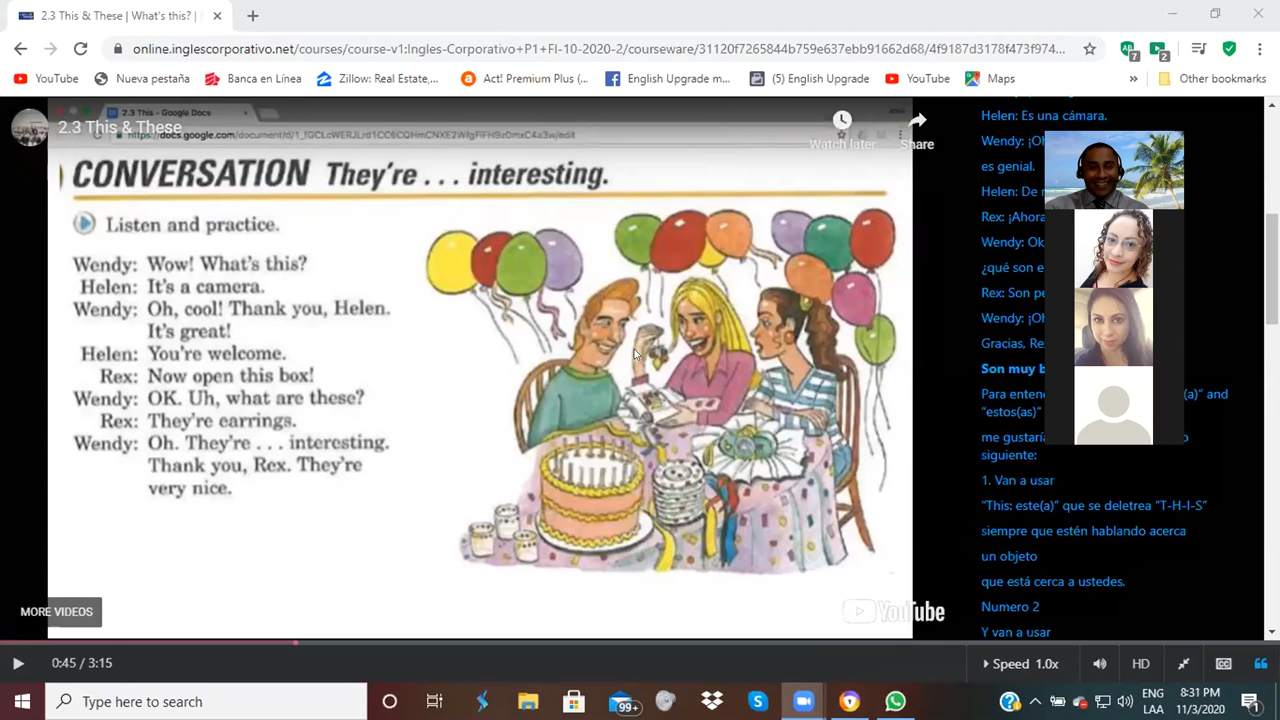 2.3 This & These | What's this? |
online.inglescorporativo.net/courses/course-v1:Ingles-Corporativo+P1+FI-10-2020-2/courseware/31120f7265844b759e637ebb91662d68/4f9187d3178f473f974...
7
2
YouTube
Nueva pestaña
Banca en Línea
Zillow: Real Estate,...
Act! Premium Plus (...
English Upgrade m...
(5) English Upgrade
YouTube
Maps
»
Other bookmarks
2.3 This - Google Docs
2.3 This & These
Watch later
Share
CONVERSATION They're . . . interesting.
Listen and practice.
Wendy: Wow! What's this?
Helen: It's a camera.
Wendy: Oh, cool! Thank you, Helen.
It's great!
Helen: You're welcome.
Rex: Now open this box!
Wendy: OK. Uh, what are these?
Rex: They're earrings.
Wendy: Oh. They're . . . interesting.
Thank you, Rex. They're
very nice.
MORE VIDEOS
YouTube
Helen: Es una cámara.
Wendy:
es genial.
Helen:
Rex: ¡Ahora
Wendy:
¿qué son
Rex: Son
Wendy:
Gracias,
Son muy
Para
(a)" and
"estos(as)"
me
siguiente:
1. Van a usar
"This: este(a)" que se deletrea "T-H-I-S"
siempre que estén hablando acerca
un objeto
que está cerca a ustedes.
Numero 2
Y van a usar
0:45 / 3:15
Speed 1.0x
HD
Type here to search
99+
ENG
LAA
8:31 PM
11/3/2020
1